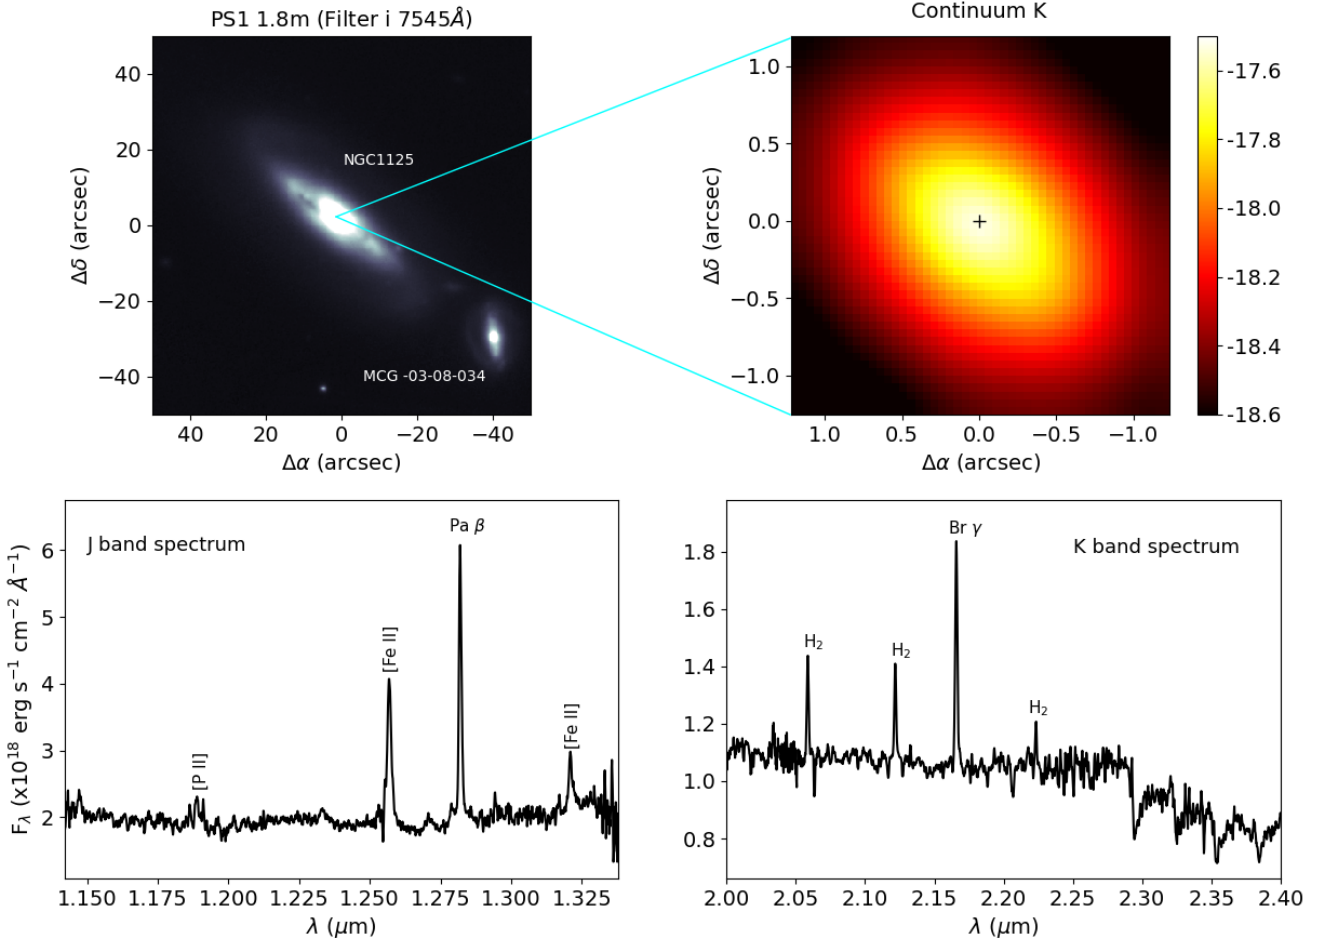 PS1 1.8m (Filter i 7545Å)
40
20
0
−20
−40
Δδ (arcsec)
NGC1125
MCG -03-08-034
40 20 0 −20 −40
Δα (arcsec)
Continuum K
1.0
0.5
0.0
−0.5
−1.0
Δδ (arcsec)
1.0 0.5 0.0 −0.5 −1.0
Δα (arcsec)
-17.6
-17.8
-18.0
-18.2
-18.4
-18.6
J band spectrum
Pa β
[Fe II]
[P II]
[Fe II]
6
5
4
3
2
F_λ (x10^18 erg s^−1 cm^−2 Å^−1)
1.150 1.175 1.200 1.225 1.250 1.275 1.300 1.325
λ (μm)
K band spectrum
Br γ
H₂
H₂
H₂
1.8
1.6
1.4
1.2
1.0
0.8
2.00 2.05 2.10 2.15 2.20 2.25 2.30 2.35 2.40
λ (μm)